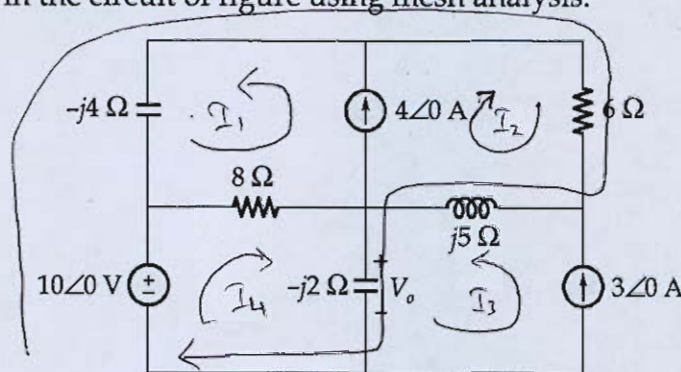 in the circuit of figure using mesh analysis.
-j4 Ω
I₁
4∠0 A
I₂
6 Ω
8 Ω
j5 Ω
10∠0 V
+
-
I₄
-j2 Ω
+
Vₒ
-
I₃
3∠0 A